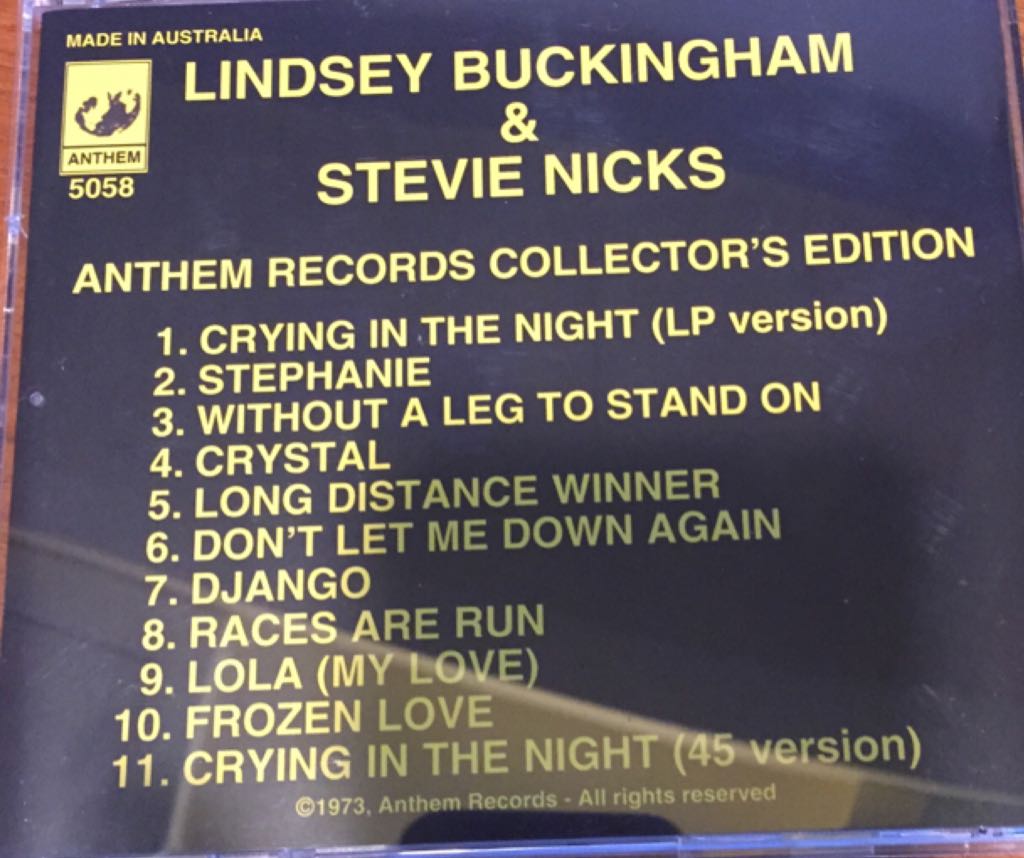 MADE IN AUSTRALIA
ANTHEM
5058
LINDSEY BUCKINGHAM
&
STEVIE NICKS
ANTHEM RECORDS COLLECTOR'S EDITION
1. CRYING IN THE NIGHT (LP version)
2. STEPHANIE
3. WITHOUT A LEG TO STAND ON
4. CRYSTAL
5. LONG DISTANCE WINNER
6. DON'T LET ME DOWN AGAIN
7. DJANGO
8. RACES ARE RUN
9. LOLA (MY LOVE)
10. FROZEN LOVE
11. CRYING IN THE NIGHT (45 version)
©1973, Anthem Records - All rights reserved